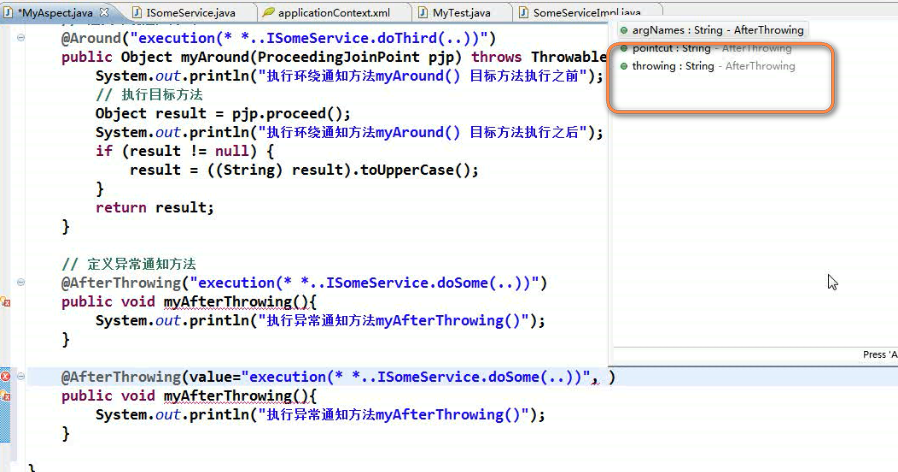 *MyAspect.java ISomeService.java applicationContext.xml MyTest.java SomeServiceImpl.java
@Around("execution(* *..ISomeService.doThird(..))")
public Object myAround(ProceedingJoinPoint pjp) throws Throwable
System.out.println("执行环绕通知方法myAround() 目标方法执行之前");
// 执行目标方法
Object result = pjp.proceed();
System.out.println("执行环绕通知方法myAround() 目标方法执行之后");
if (result != null) {
result = ((String) result).toUpperCase();
}
return result;
}
// 定义异常通知方法
@AfterThrowing("execution(* *..ISomeService.doSome(..))")
public void myAfterThrowing(){
System.out.println("执行异常通知方法myAfterThrowing()");
}
@AfterThrowing(value="execution(* *..ISomeService.doSome(..))", )
public void myAfterThrowing(){
System.out.println("执行异常通知方法myAfterThrowing()");
}
}
argNames : String - AfterThrowing
pointcut : String - AfterThrowing
throwing : String - AfterThrowing
Press 'A